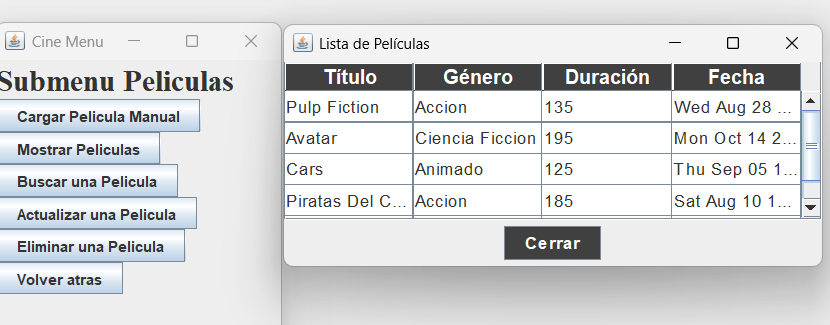 Cine Menu
Submenu Peliculas
Cargar Pelicula Manual
Mostrar Peliculas
Buscar una Pelicula
Actualizar una Pelicula
Eliminar una Pelicula
Volver atras
Lista de Películas
Título Género Duración Fecha
Pulp Fiction Accion 135 Wed Aug 28 ...
Avatar Ciencia Ficcion 195 Mon Oct 14 2...
Cars Animado 125 Thu Sep 05 1...
Piratas Del C... Accion 185 Sat Aug 10 1...
Cerrar